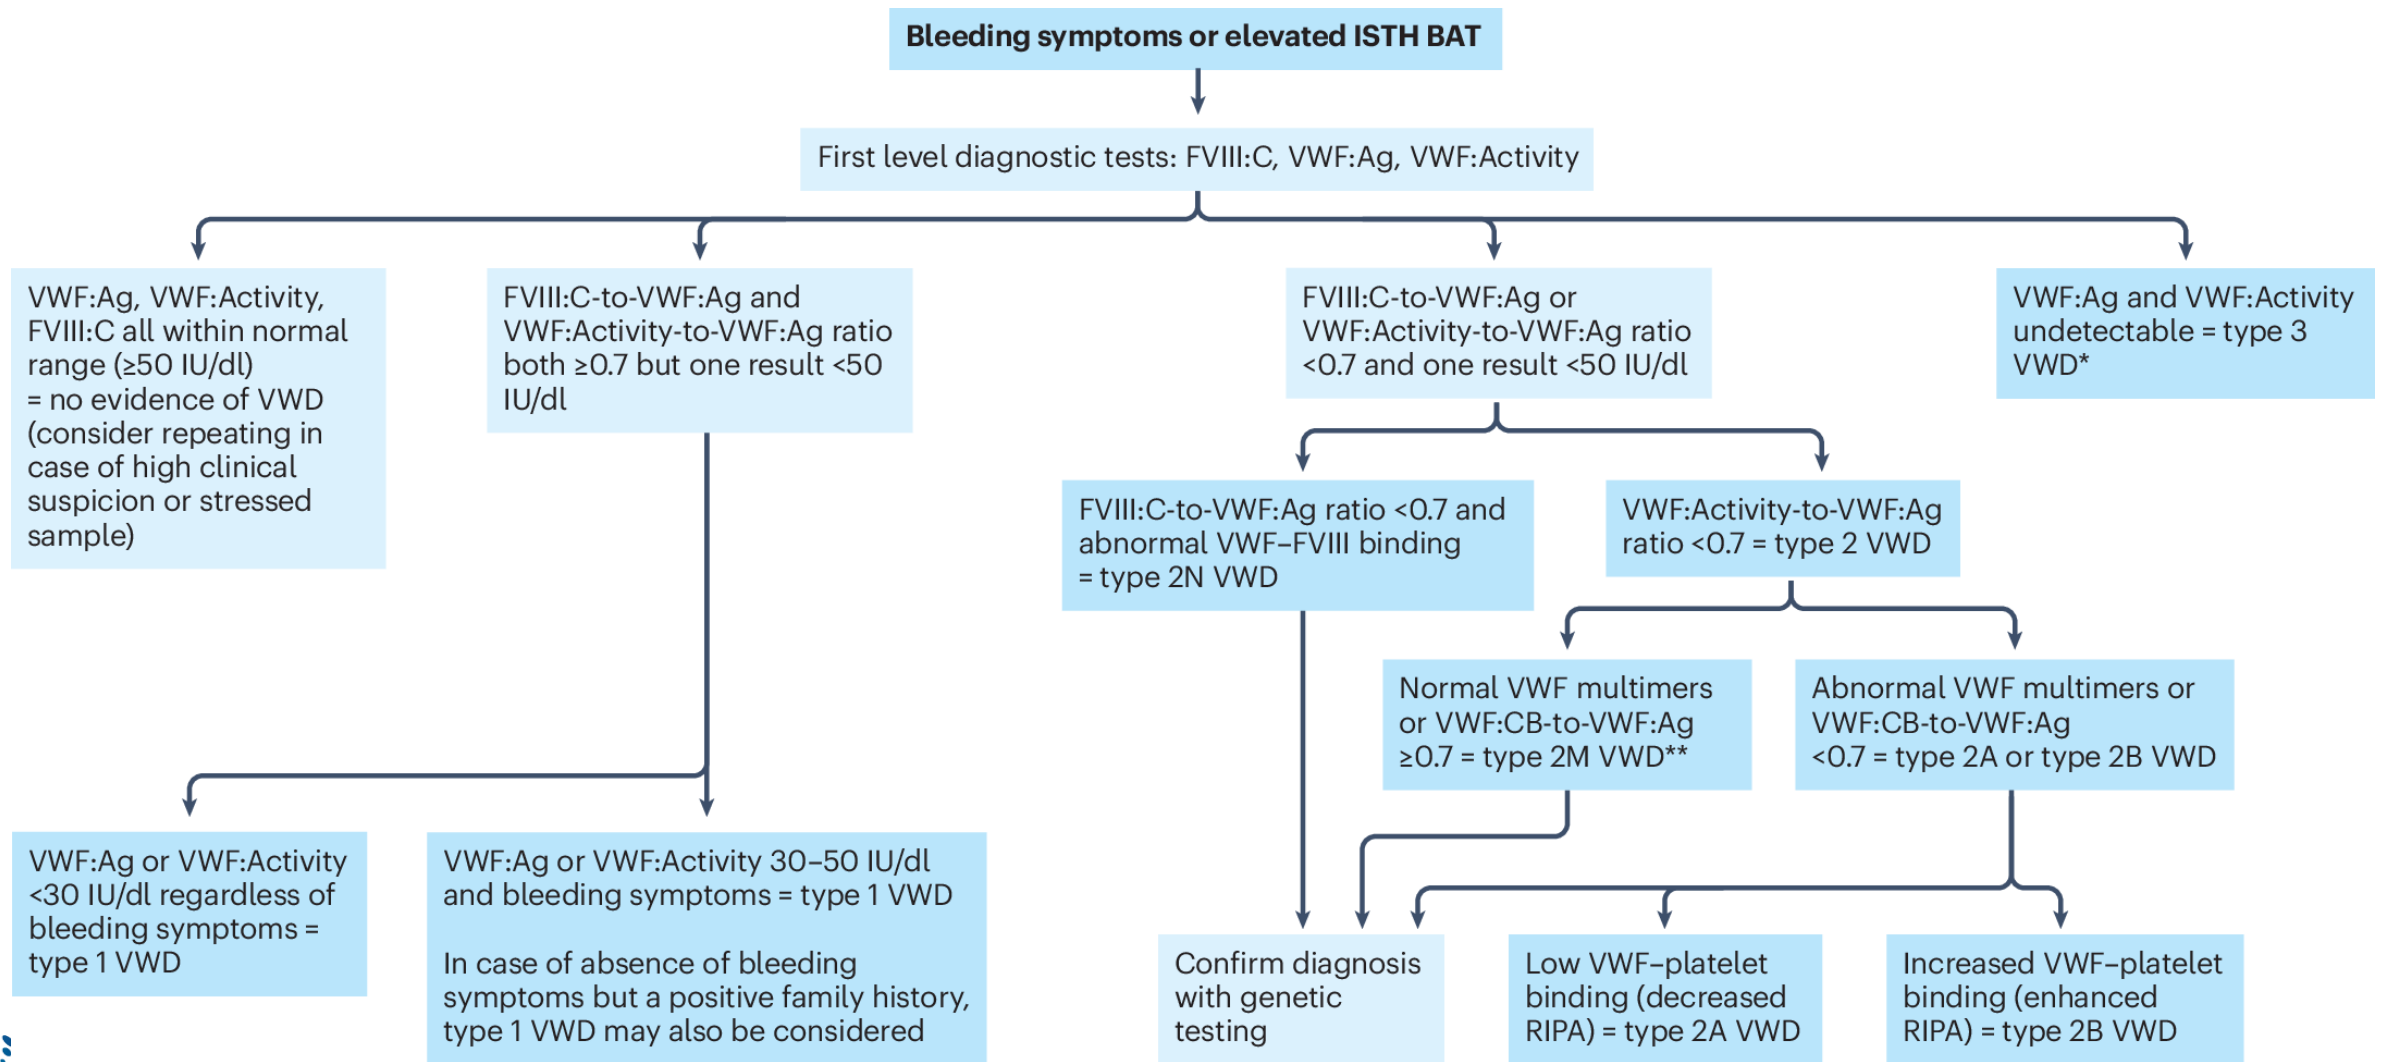 Bleeding symptoms or elevated ISTH BAT
First level diagnostic tests: FVIII:C, VWF:Ag, VWF:Activity
VWF:Ag, VWF:Activity,
FVIII:C all within normal
range (≥50 IU/dl)
= no evidence of VWD
(consider repeating in
case of high clinical
suspicion or stressed
sample)
FVIII:C-to-VWF:Ag and
VWF:Activity-to-VWF:Ag ratio
both ≥0.7 but one result <50
IU/dl
FVIII:C-to-VWF:Ag or
VWF:Activity-to-VWF:Ag ratio
<0.7 and one result <50 IU/dl
VWF:Ag and VWF:Activity
undetectable = type 3
VWD*
FVIII:C-to-VWF:Ag ratio <0.7 and
abnormal VWF–FVIII binding
= type 2N VWD
VWF:Activity-to-VWF:Ag
ratio <0.7 = type 2 VWD
Normal VWF multimers
or VWF:CB-to-VWF:Ag
≥0.7 = type 2M VWD**
Abnormal VWF multimers or
VWF:CB-to-VWF:Ag
<0.7 = type 2A or type 2B VWD
VWF:Ag or VWF:Activity
<30 IU/dl regardless of
bleeding symptoms =
type 1 VWD
VWF:Ag or VWF:Activity 30–50 IU/dl
and bleeding symptoms = type 1 VWD
In case of absence of bleeding
symptoms but a positive family history,
type 1 VWD may also be considered
Confirm diagnosis
with genetic
testing
Low VWF–platelet
binding (decreased
RIPA) = type 2A VWD
Increased VWF–platelet
binding (enhanced
RIPA) = type 2B VWD